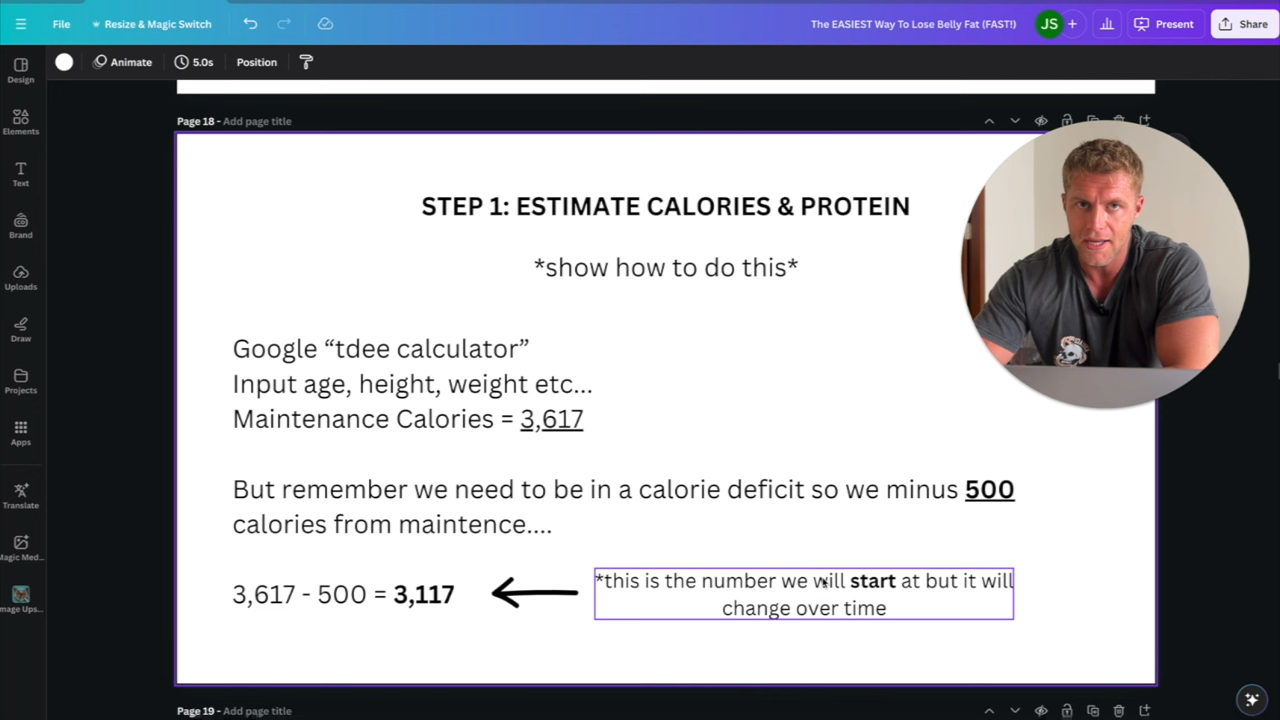 File
Resize & Magic Switch
The EASIEST Way To Lose Belly Fat (FAST!)
JS
+
Present
Share
Animate
5.0s
Position
Design
Elements
Text
Brand
Uploads
Draw
Projects
Apps
Translate
Magic Med...
mage Ups...
Page 18 - Add page title
STEP 1: ESTIMATE CALORIES & PROTEIN
*show how to do this*
Google “tdee calculator”
Input age, height, weight etc...
Maintenance Calories = 3,617
But remember we need to be in a calorie deficit so we minus 500
calories from maintence....
3,617 - 500 = 3,117
*this is the number we will start at but it will
change over time
Page 19 - Add page title